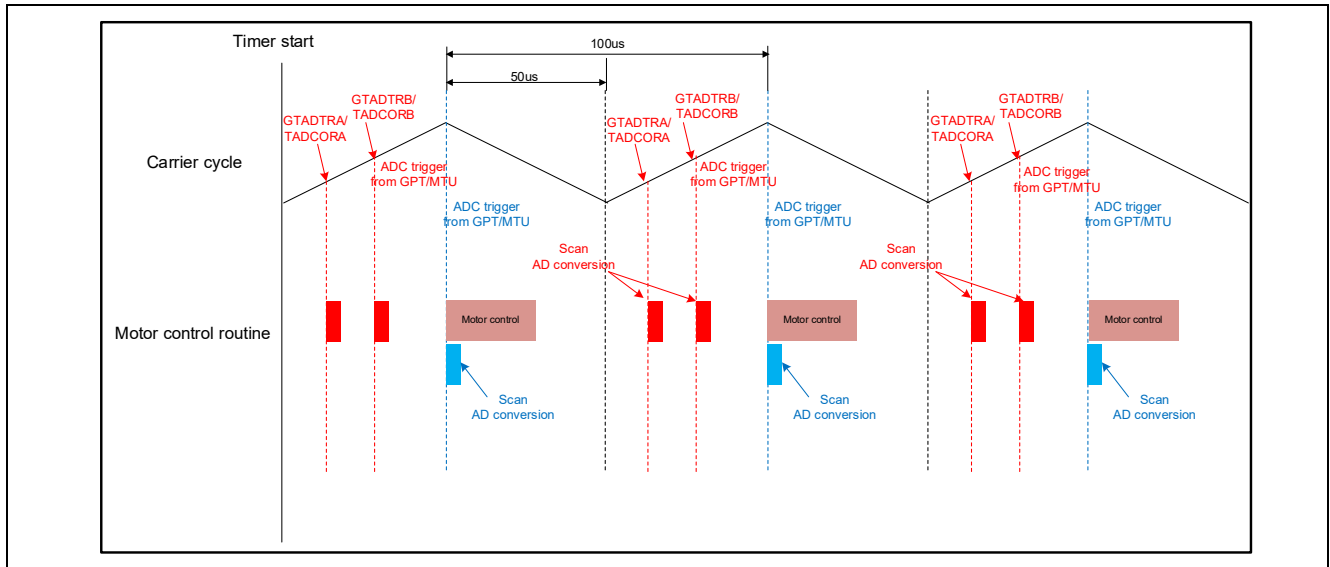 Timer start
100us
50us
GTADTRA/
TADCORA
GTADTRB/
TADCORB
GTADTRA/
TADCORA
GTADTRB/
TADCORB
GTADTRA/
TADCORA
GTADTRB/
TADCORB
Carrier cycle
ADC trigger
from GPT/MTU
ADC trigger
from GPT/MTU
ADC trigger
from GPT/MTU
ADC trigger
from GPT/MTU
ADC trigger
from GPT/MTU
ADC trigger
from GPT/MTU
Scan
AD conversion
Scan
AD conversion
Motor control routine
Motor control
Motor control
Motor control
Scan
AD conversion
Scan
AD conversion
Scan
AD conversion